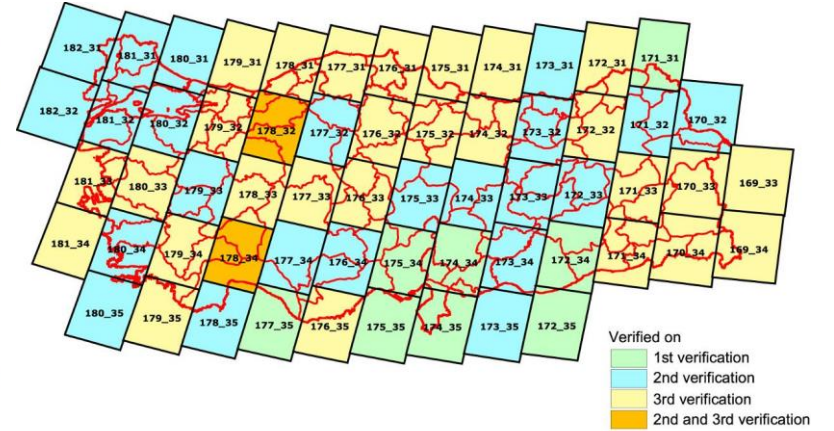 182_31 181_31 180_31 179_31 178_31 177_31 176_31 175_31 174_31 173_31 172_31 171_31
182_32 181_32 180_32 179_32 178_32 177_32 176_32 175_32 174_32 173_32 172_32 171_32 170_32
181_33 180_33 179_33 178_33 177_33 176_33 175_33 174_33 173_33 172_33 171_33 170_33 169_33
181_34 180_34 179_34 178_34 177_34 176_34 175_34 174_34 173_34 172_34 171_34 170_34 169_34
180_35 179_35 178_35 177_35 176_35 175_35 174_35 173_35 172_35
Verified on
1st verification
2nd verification
3rd verification
2nd and 3rd verification